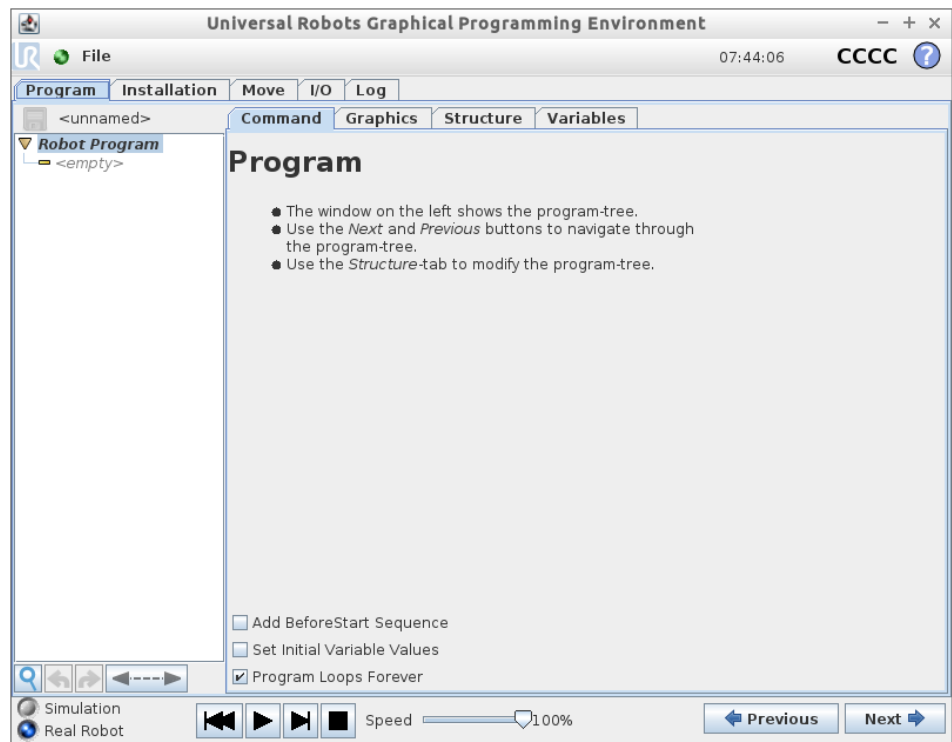 Universal Robots Graphical Programming Environment
UR File 07:44:06 CCCC ?
Program Installation Move I/O Log
<unnamed> Command Graphics Structure Variables
Robot Program
<empty>
Program
The window on the left shows the program-tree.
Use the Next and Previous buttons to navigate through
the program-tree.
Use the Structure-tab to modify the program-tree.
Add BeforeStart Sequence
Set Initial Variable Values
Program Loops Forever
Simulation
Real Robot
Speed 100% Previous Next